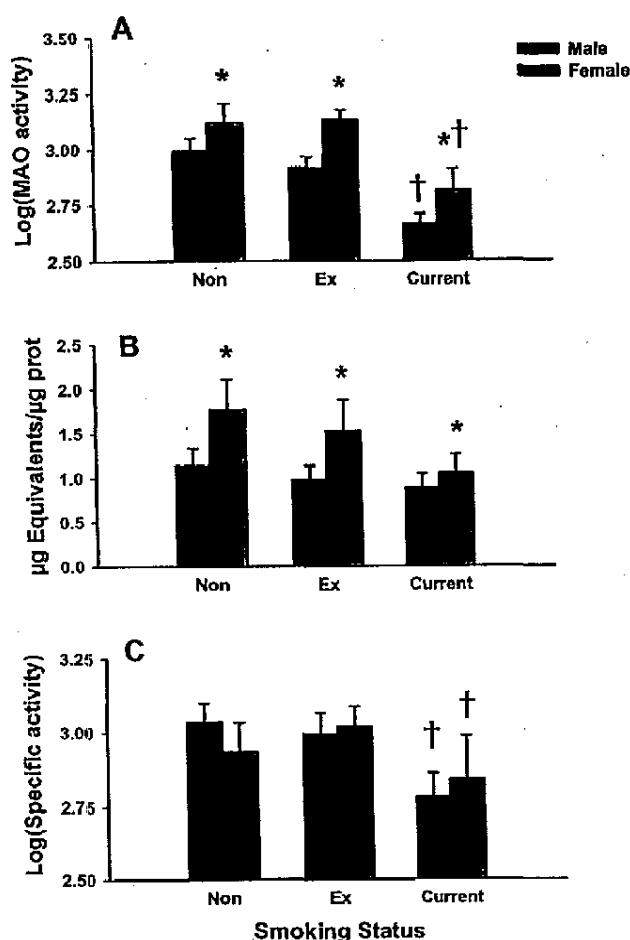 A
Male
Female
3.50
3.25
3.00
2.75
2.50
Log(MAO activity)
* * † *†
Non Ex Current
B
2.5
2.0
1.5
1.0
0.5
0.0
µg Equivalents/µg prot
* * *
Non Ex Current
C
3.25
3.00
2.75
2.50
Log(Specific activity)
† †
Non Ex Current
Smoking Status